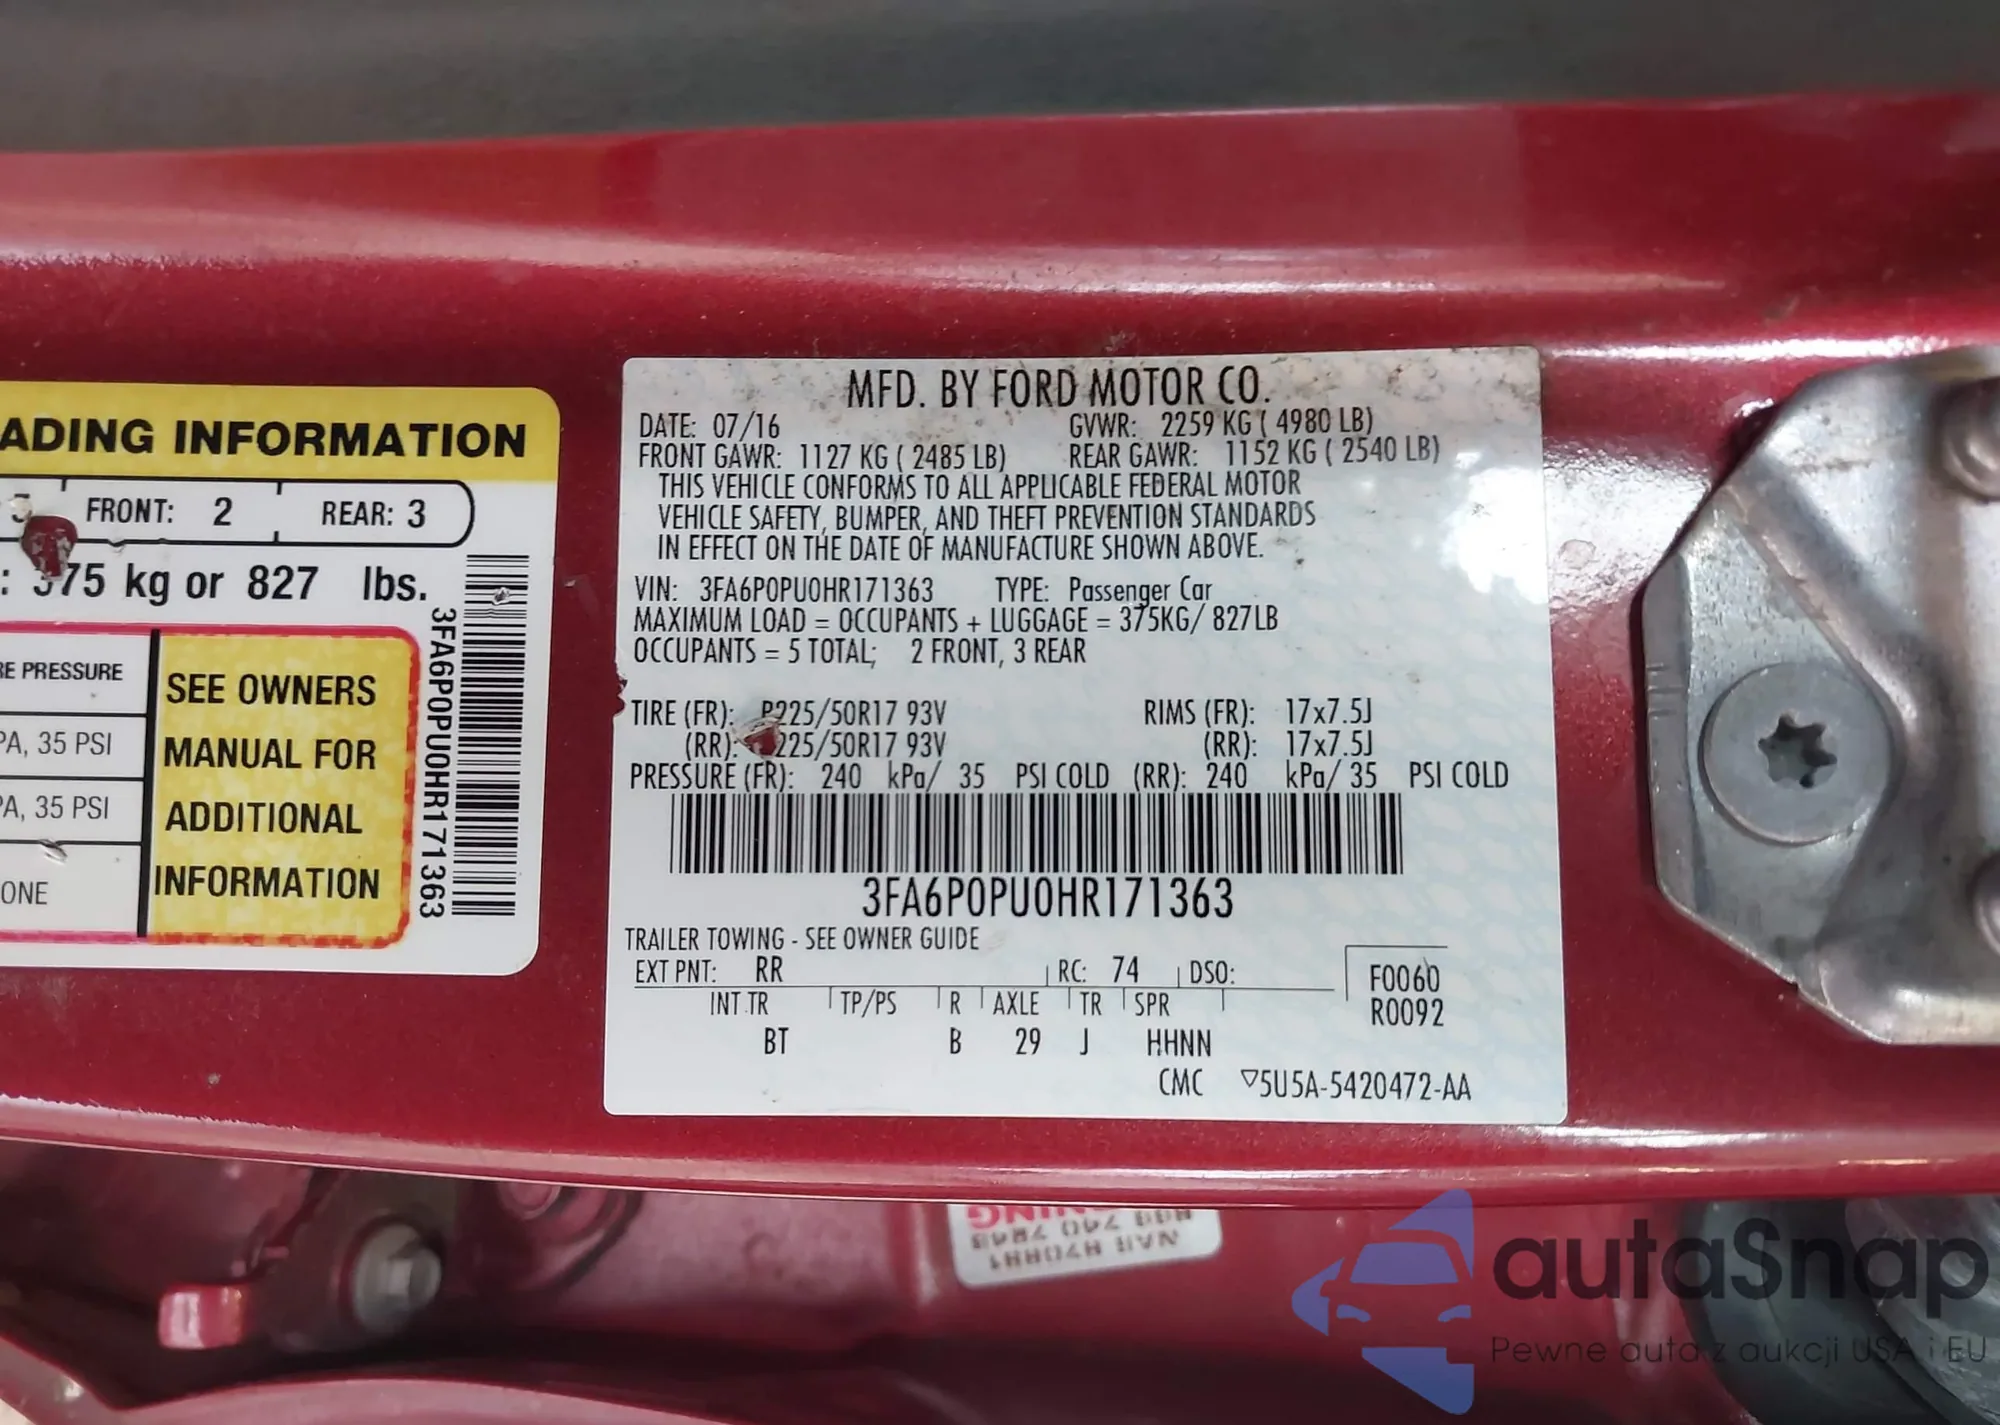 ADING INFORMATION
FRONT: 2 REAR: 3
75 kg or 827 lbs.
RE PRESSURE
PA, 35 PSI
PA, 35 PSI
ONE
SEE OWNERS
MANUAL FOR
ADDITIONAL
INFORMATION
3FA6P0PU0HR171363
MFD. BY FORD MOTOR CO.
DATE: 07/16 GVWR: 2259 KG ( 4980 LB)
FRONT GAWR: 1127 KG ( 2485 LB) REAR GAWR: 1152 KG ( 2540 LB)
THIS VEHICLE CONFORMS TO ALL APPLICABLE FEDERAL MOTOR
VEHICLE SAFETY, BUMPER, AND THEFT PREVENTION STANDARDS
IN EFFECT ON THE DATE OF MANUFACTURE SHOWN ABOVE.
VIN: 3FA6P0PU0HR171363 TYPE: Passenger Car
MAXIMUM LOAD = OCCUPANTS + LUGGAGE = 375KG/ 827LB
OCCUPANTS = 5 TOTAL; 2 FRONT, 3 REAR
TIRE (FR): P225/50R17 93V RIMS (FR): 17x7.5J
(RR): 225/50R17 93V (RR): 17x7.5J
PRESSURE (FR): 240 kPa/ 35 PSI COLD (RR): 240 kPa/ 35 PSI COLD
3FA6P0PU0HR171363
TRAILER TOWING - SEE OWNER GUIDE
EXT PNT: RR RC: 74 DSO:
F0060
R0092
INT TR TP/PS R AXLE TR SPR
BT B 29 J HHNN
CMC ▽5U5A-5420472-AA
autaSnap
Pewne auta z aukcji USA i EU